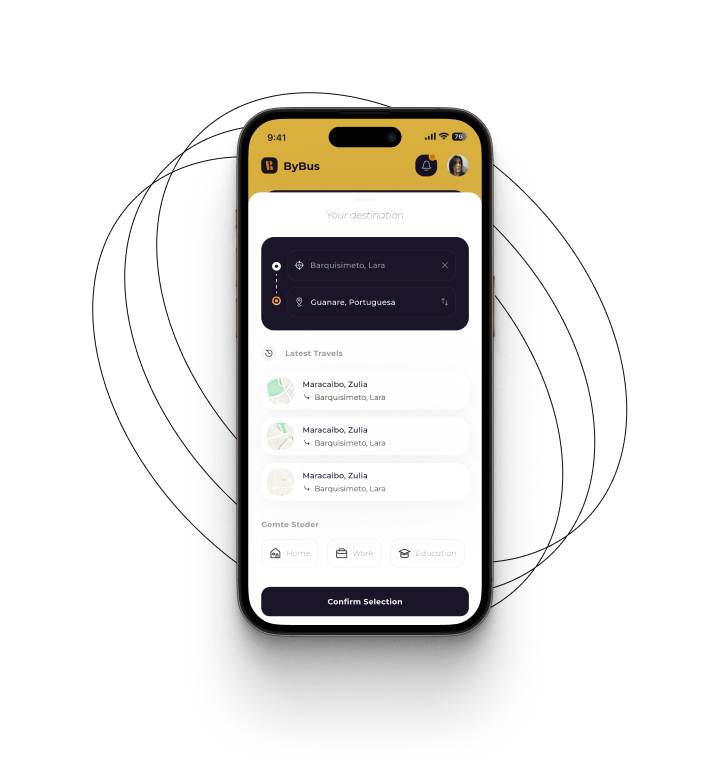 9:41
76
ByBus
Your destination
Barquisimeto, Lara
Guanare, Portuguesa
Latest Travels
Maracaibo, Zulia
Barquisimeto, Lara
Maracaibo, Zulia
Barquisimeto, Lara
Maracaibo, Zulia
Barquisimeto, Lara
Gemte Steder
Home
Work
Education
Confirm Selection